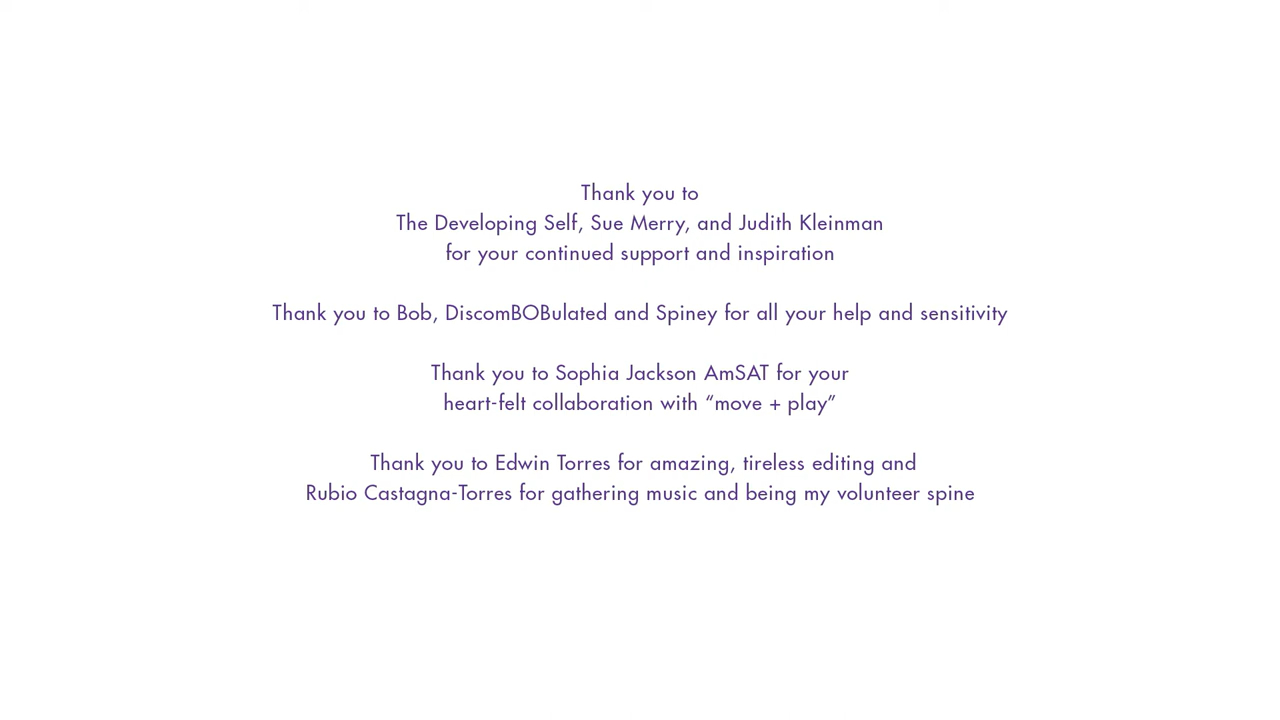 Thank you to
The Developing Self, Sue Merry, and Judith Kleinman
for your continued support and inspiration
Thank you to Bob, DiscomBOBulated and Spiney for all your help and sensitivity
Thank you to Sophia Jackson AmSAT for your
heart-felt collaboration with “move + play”
Thank you to Edwin Torres for amazing, tireless editing and
Rubio Castagna-Torres for gathering music and being my volunteer spine